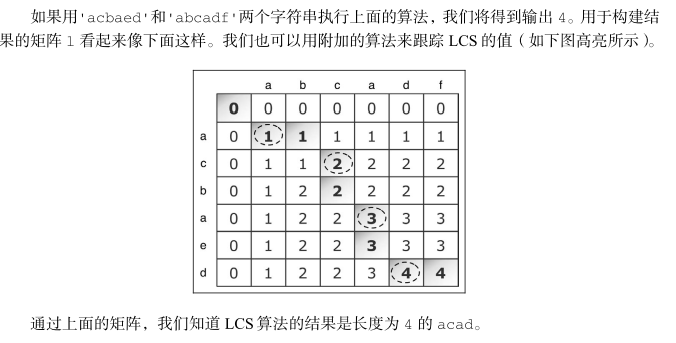 如果用'acbaed'和'abcadf'两个字符串执行上面的算法，我们将得到输出 4。用于构建结
果的矩阵 l 看起来像下面这样。我们也可以用附加的算法来跟踪 LCS 的值（如下图高亮所示）。
a b c a d f
0 0 0 0 0 0 0
a 0 1 1 1 1 1 1
c 0 1 1 2 2 2 2
b 0 1 2 2 2 2 2
a 0 1 2 2 3 3 3
e 0 1 2 2 3 3 3
d 0 1 2 2 3 4 4
通过上面的矩阵，我们知道 LCS 算法的结果是长度为 4 的 acad。